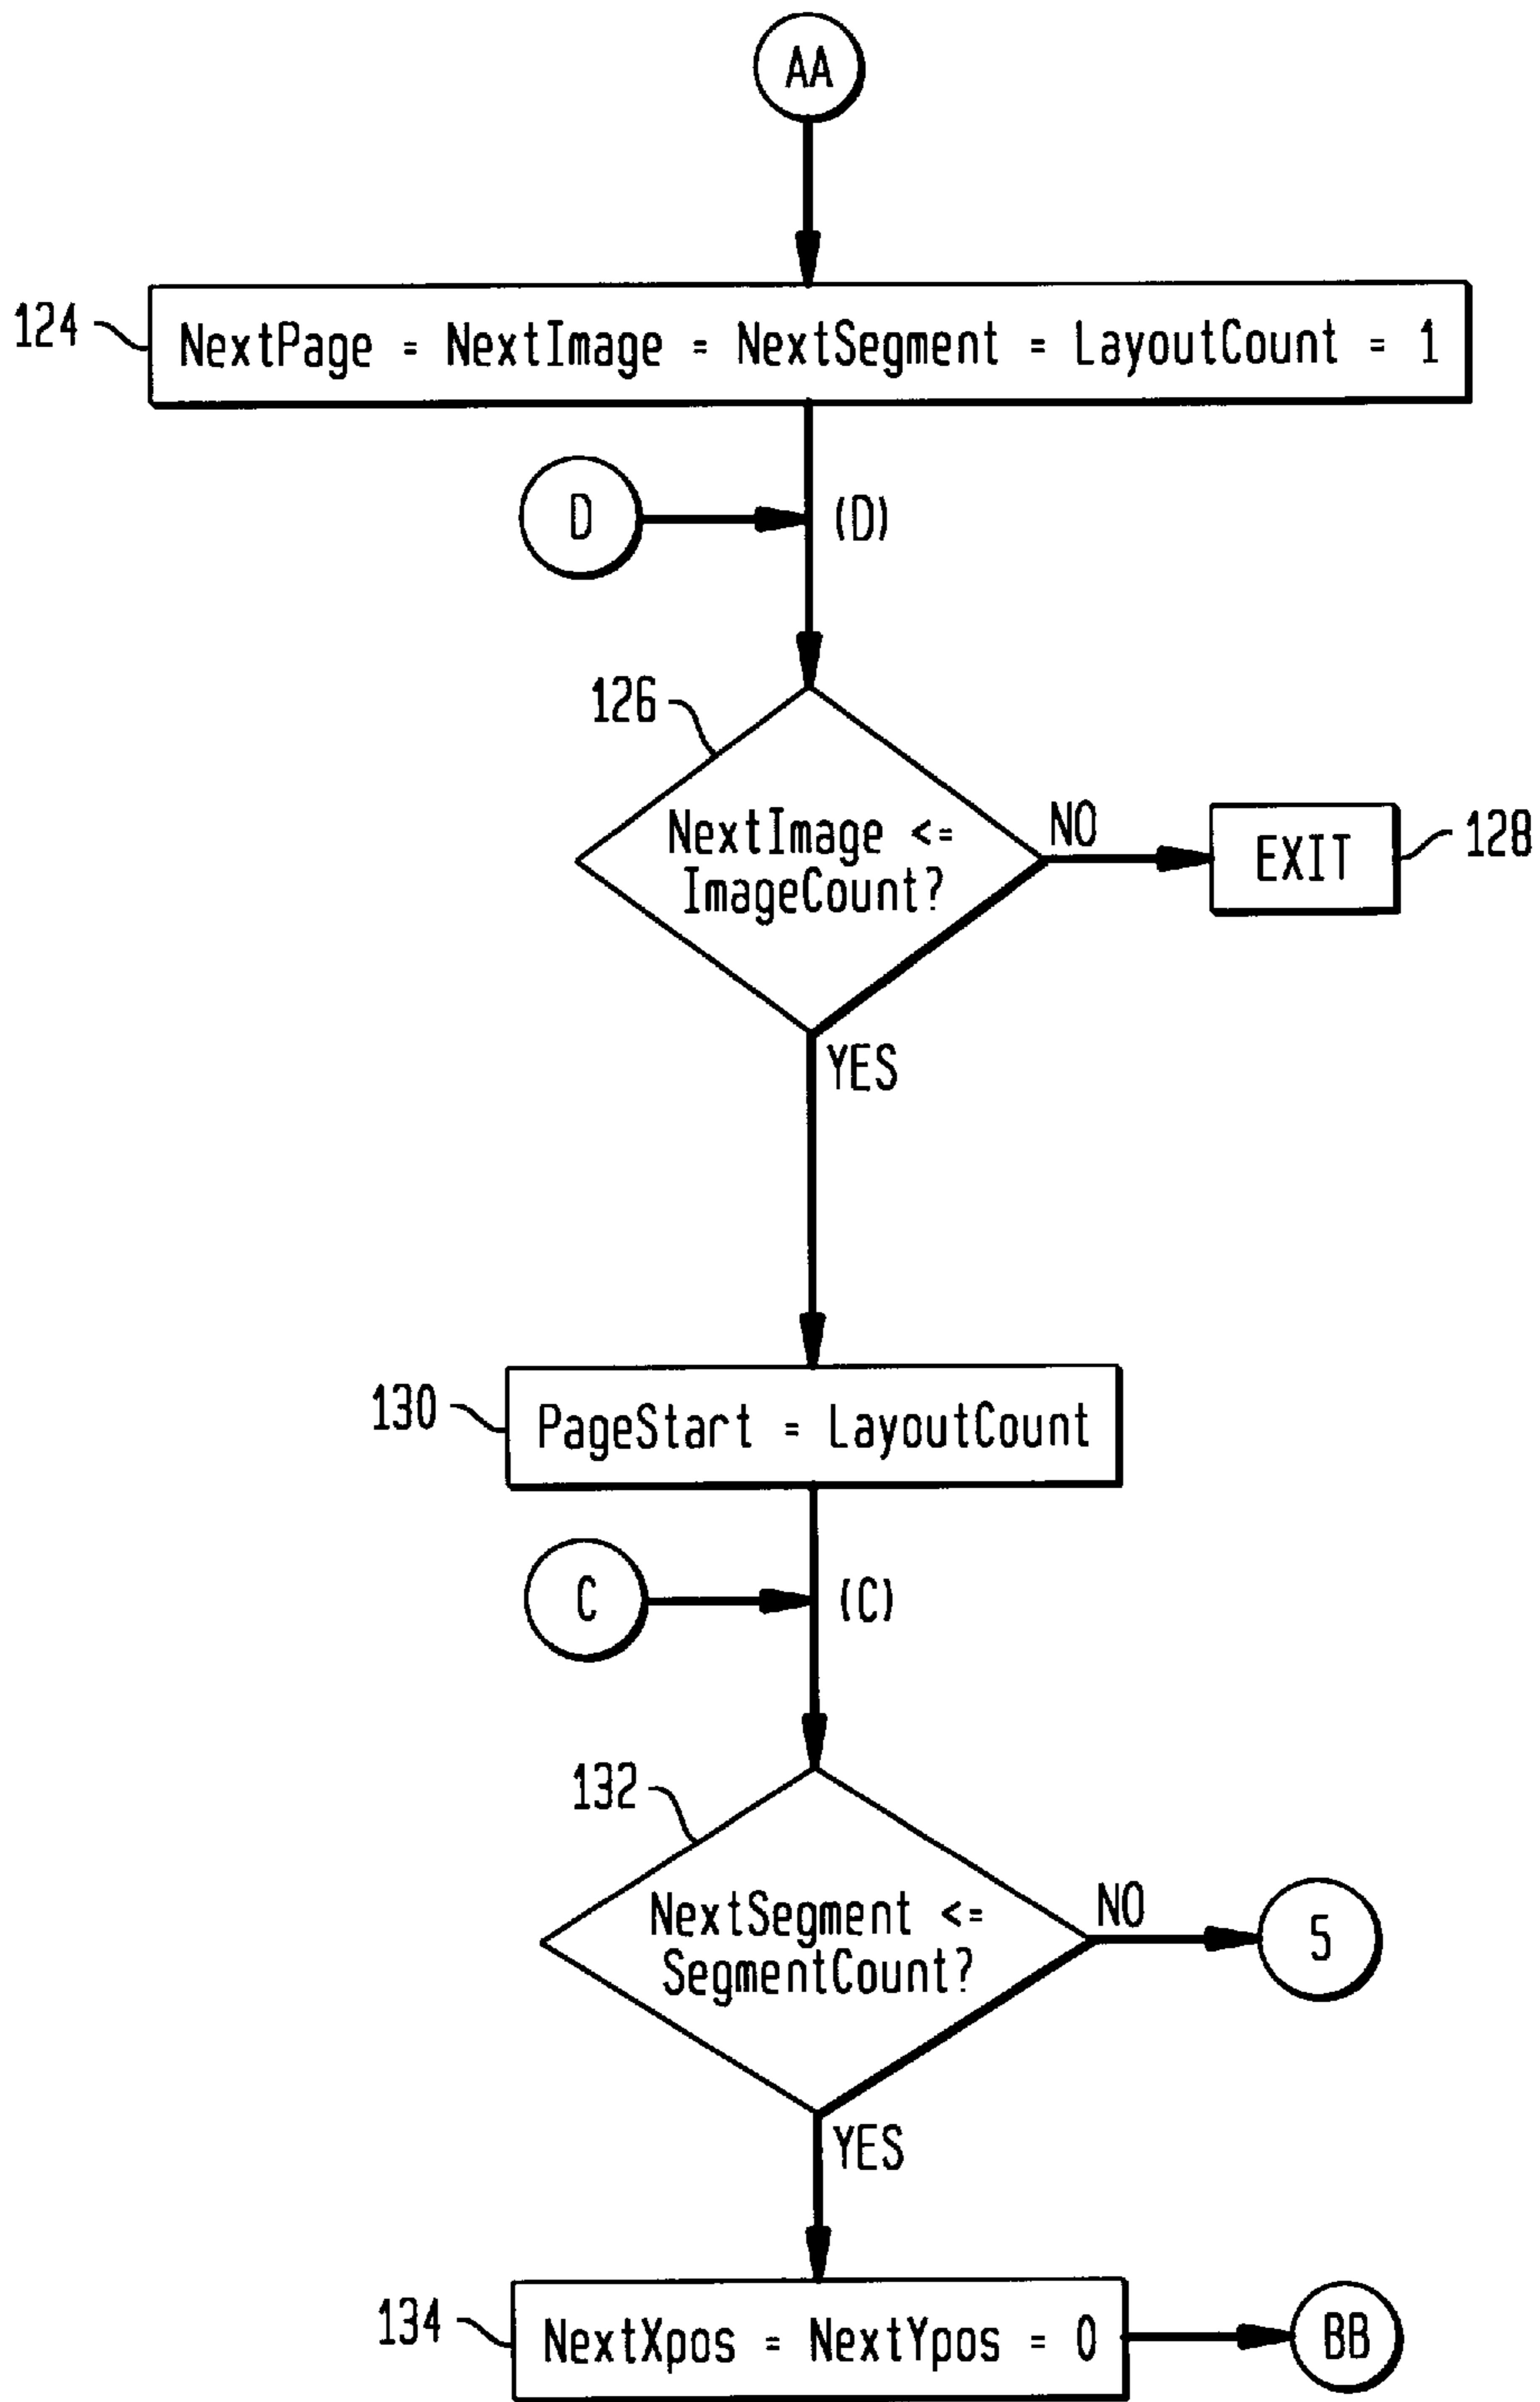 AA
124
NextPage = NextImage = NextSegment = LayoutCount = 1
D
(D)
126
NextImage <=
ImageCount?
NO
EXIT
128
YES
130
PageStart = LayoutCount
C
(C)
132
NextSegment <=
SegmentCount?
NO
5
YES
134
NextXpos = NextYpos = 0
BB